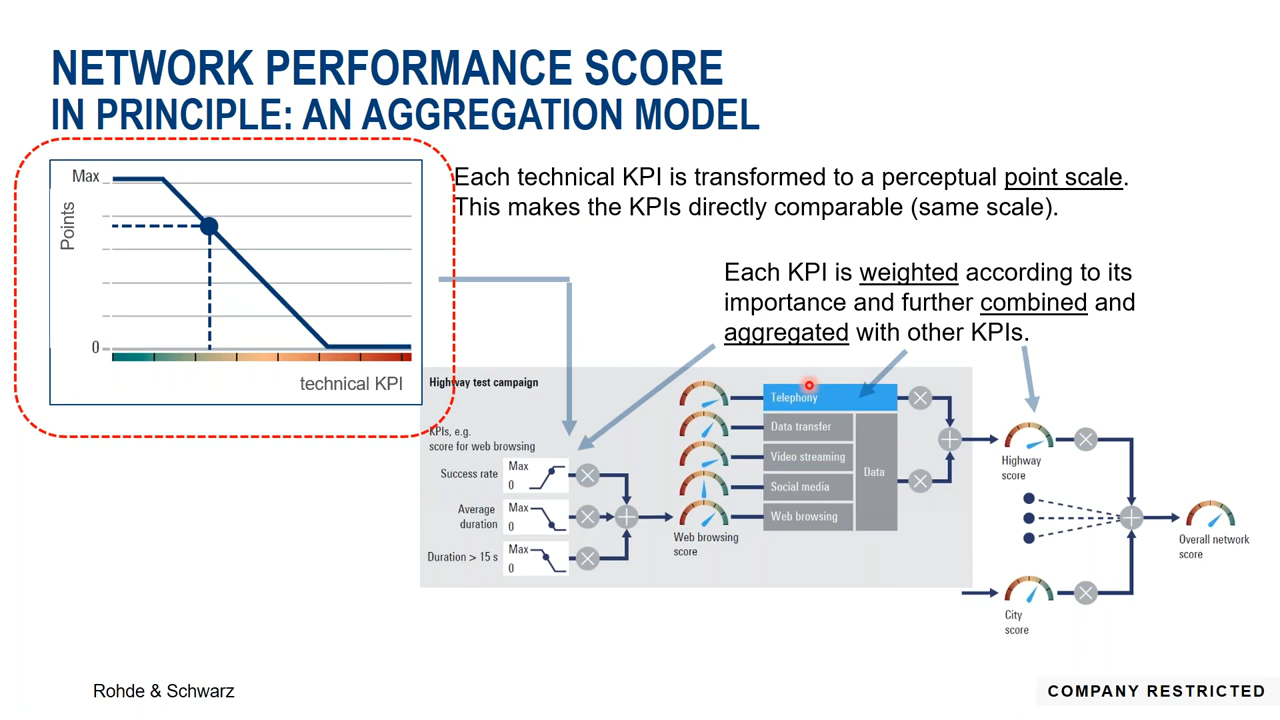 NETWORK PERFORMANCE SCORE
IN PRINCIPLE: AN AGGREGATION MODEL
Max
Points
0
technical KPI
Each technical KPI is transformed to a perceptual point scale.
This makes the KPIs directly comparable (same scale).
Each KPI is weighted according to its
importance and further combined and
aggregated with other KPIs.
Highway test campaign
KPIs, e.g.
score for web browsing
Success rate
Max
0
Average
duration
Max
0
Duration > 15 s
Max
0
Web browsing
score
Telephony
Data transfer
Video streaming
Social media
Web browsing
Data
Highway
score
City
score
Overall network
score
Rohde & Schwarz
COMPANY RESTRICTED